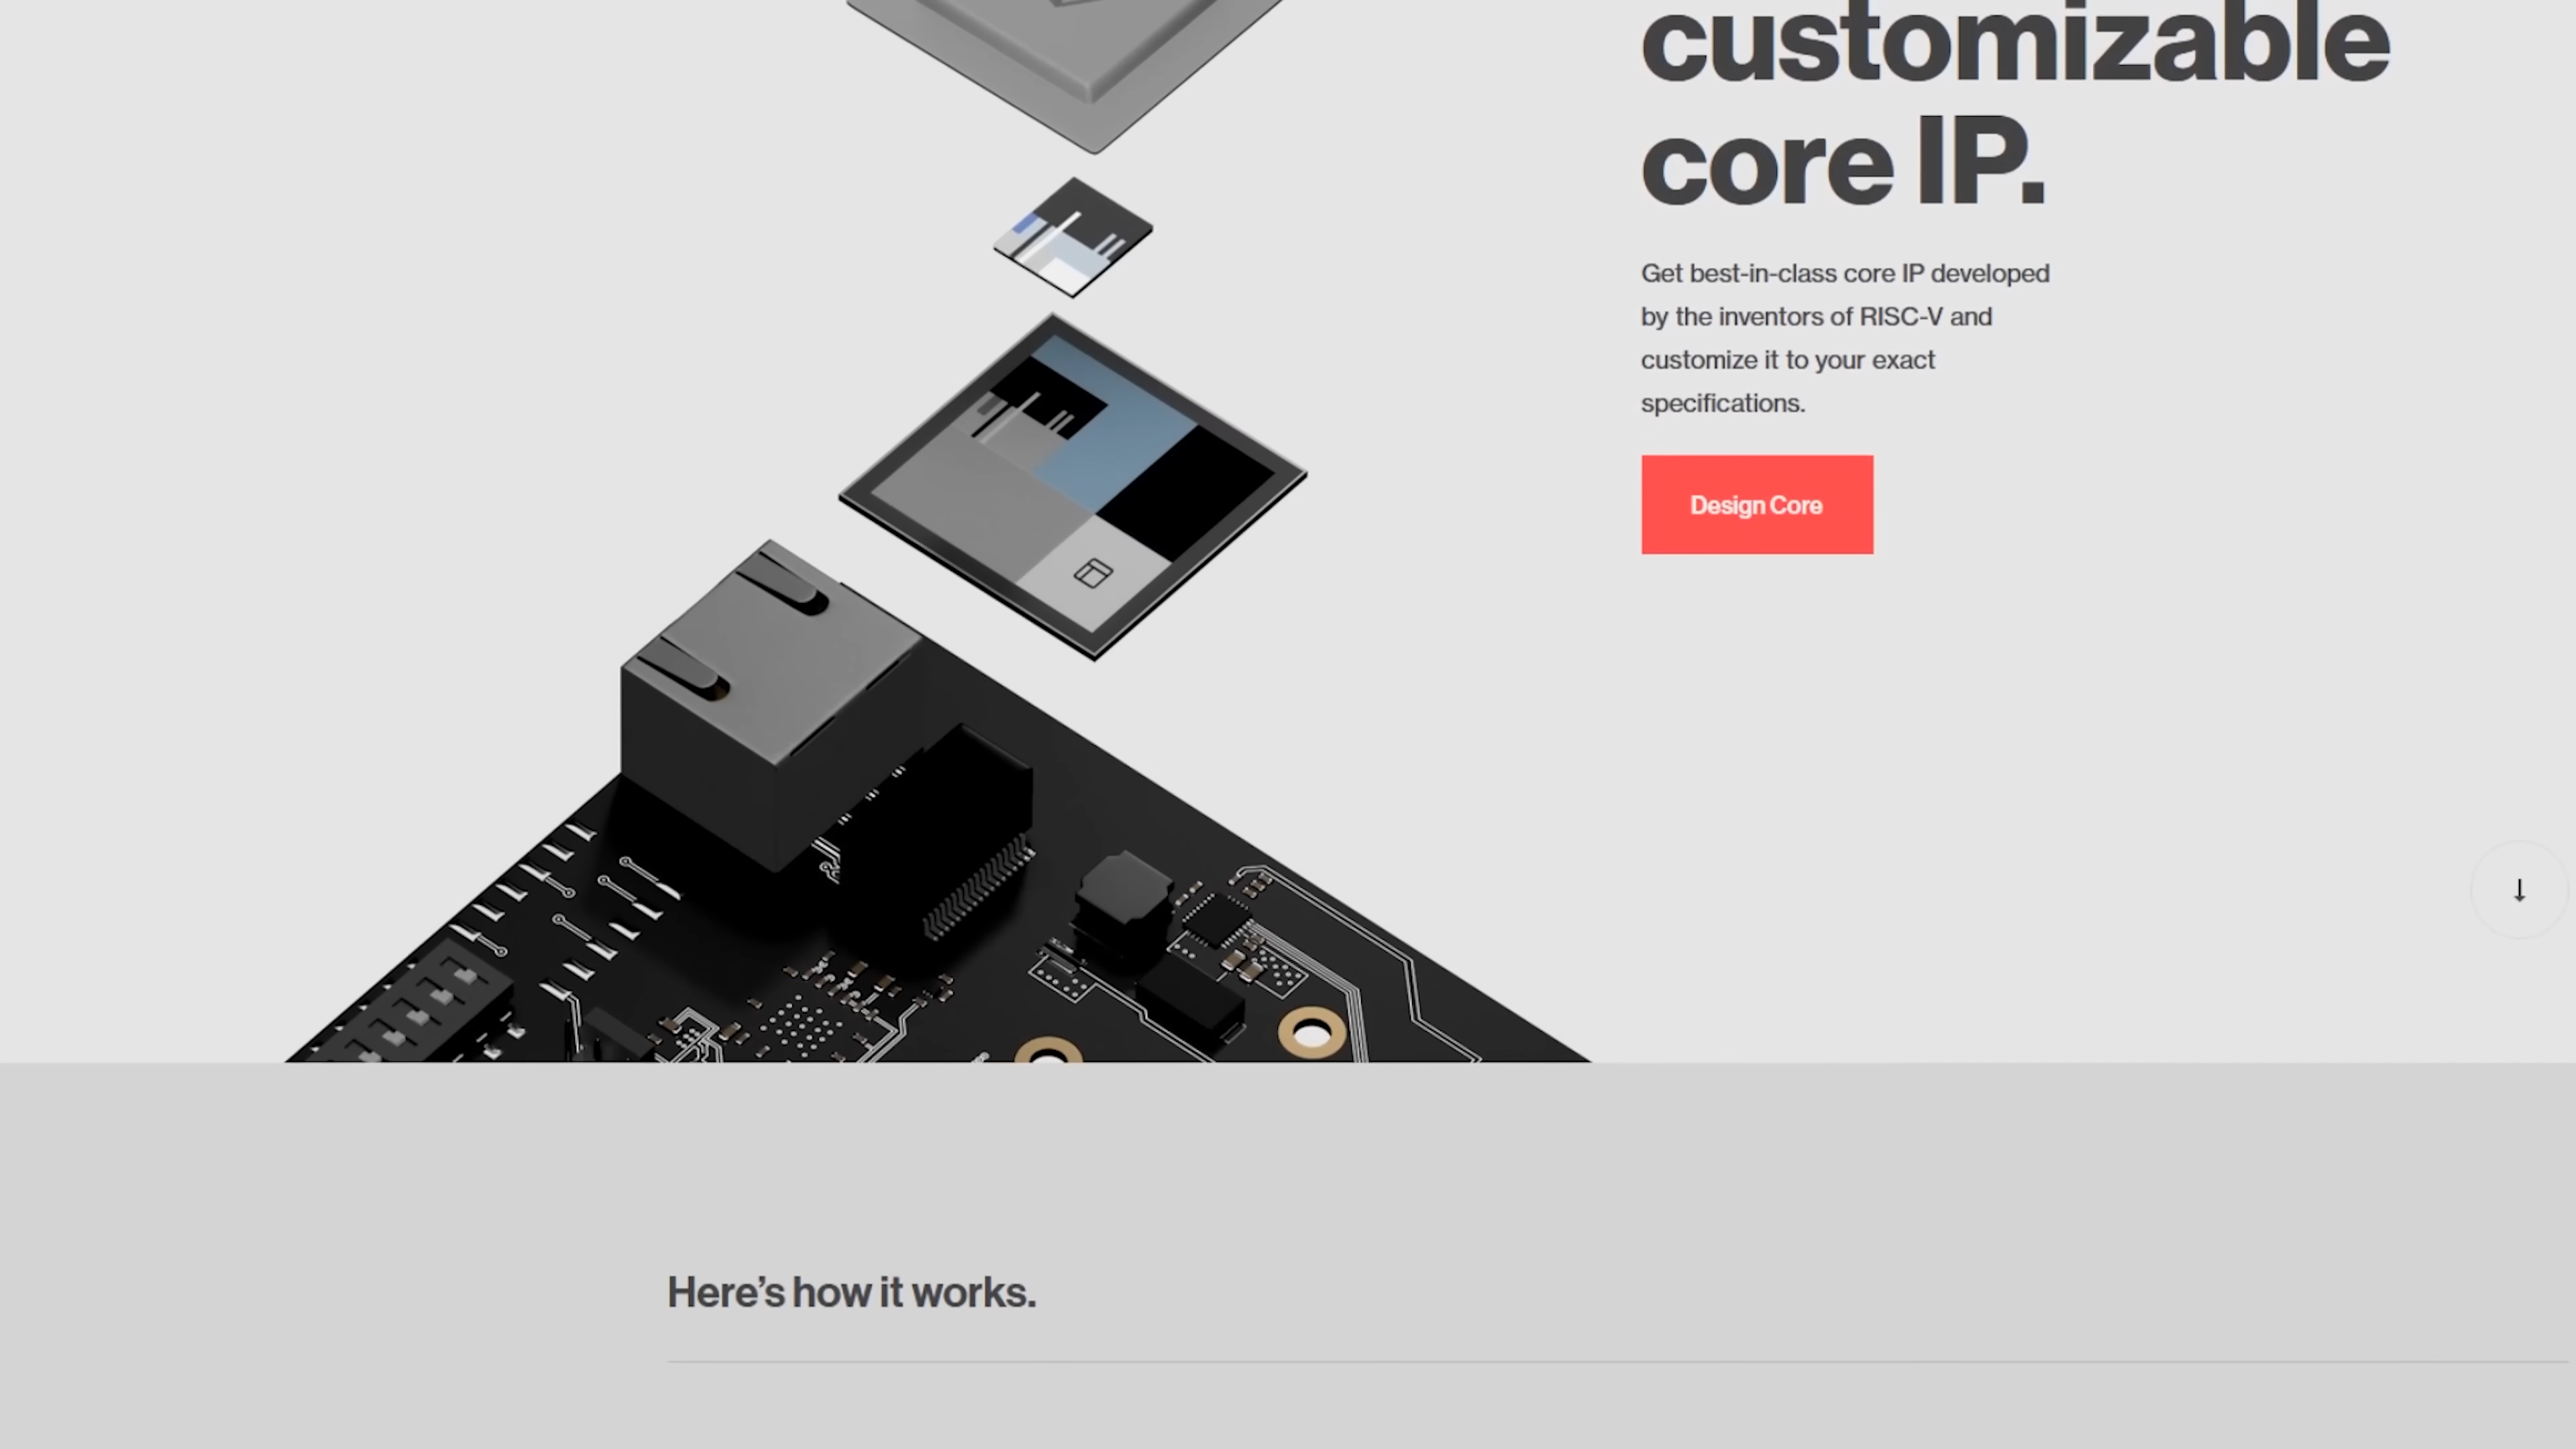 customizable
core IP.
Get best-in-class core IP developed
by the inventors of RISC-V and
customize it to your exact
specifications.
Design Core
Here’s how it works.